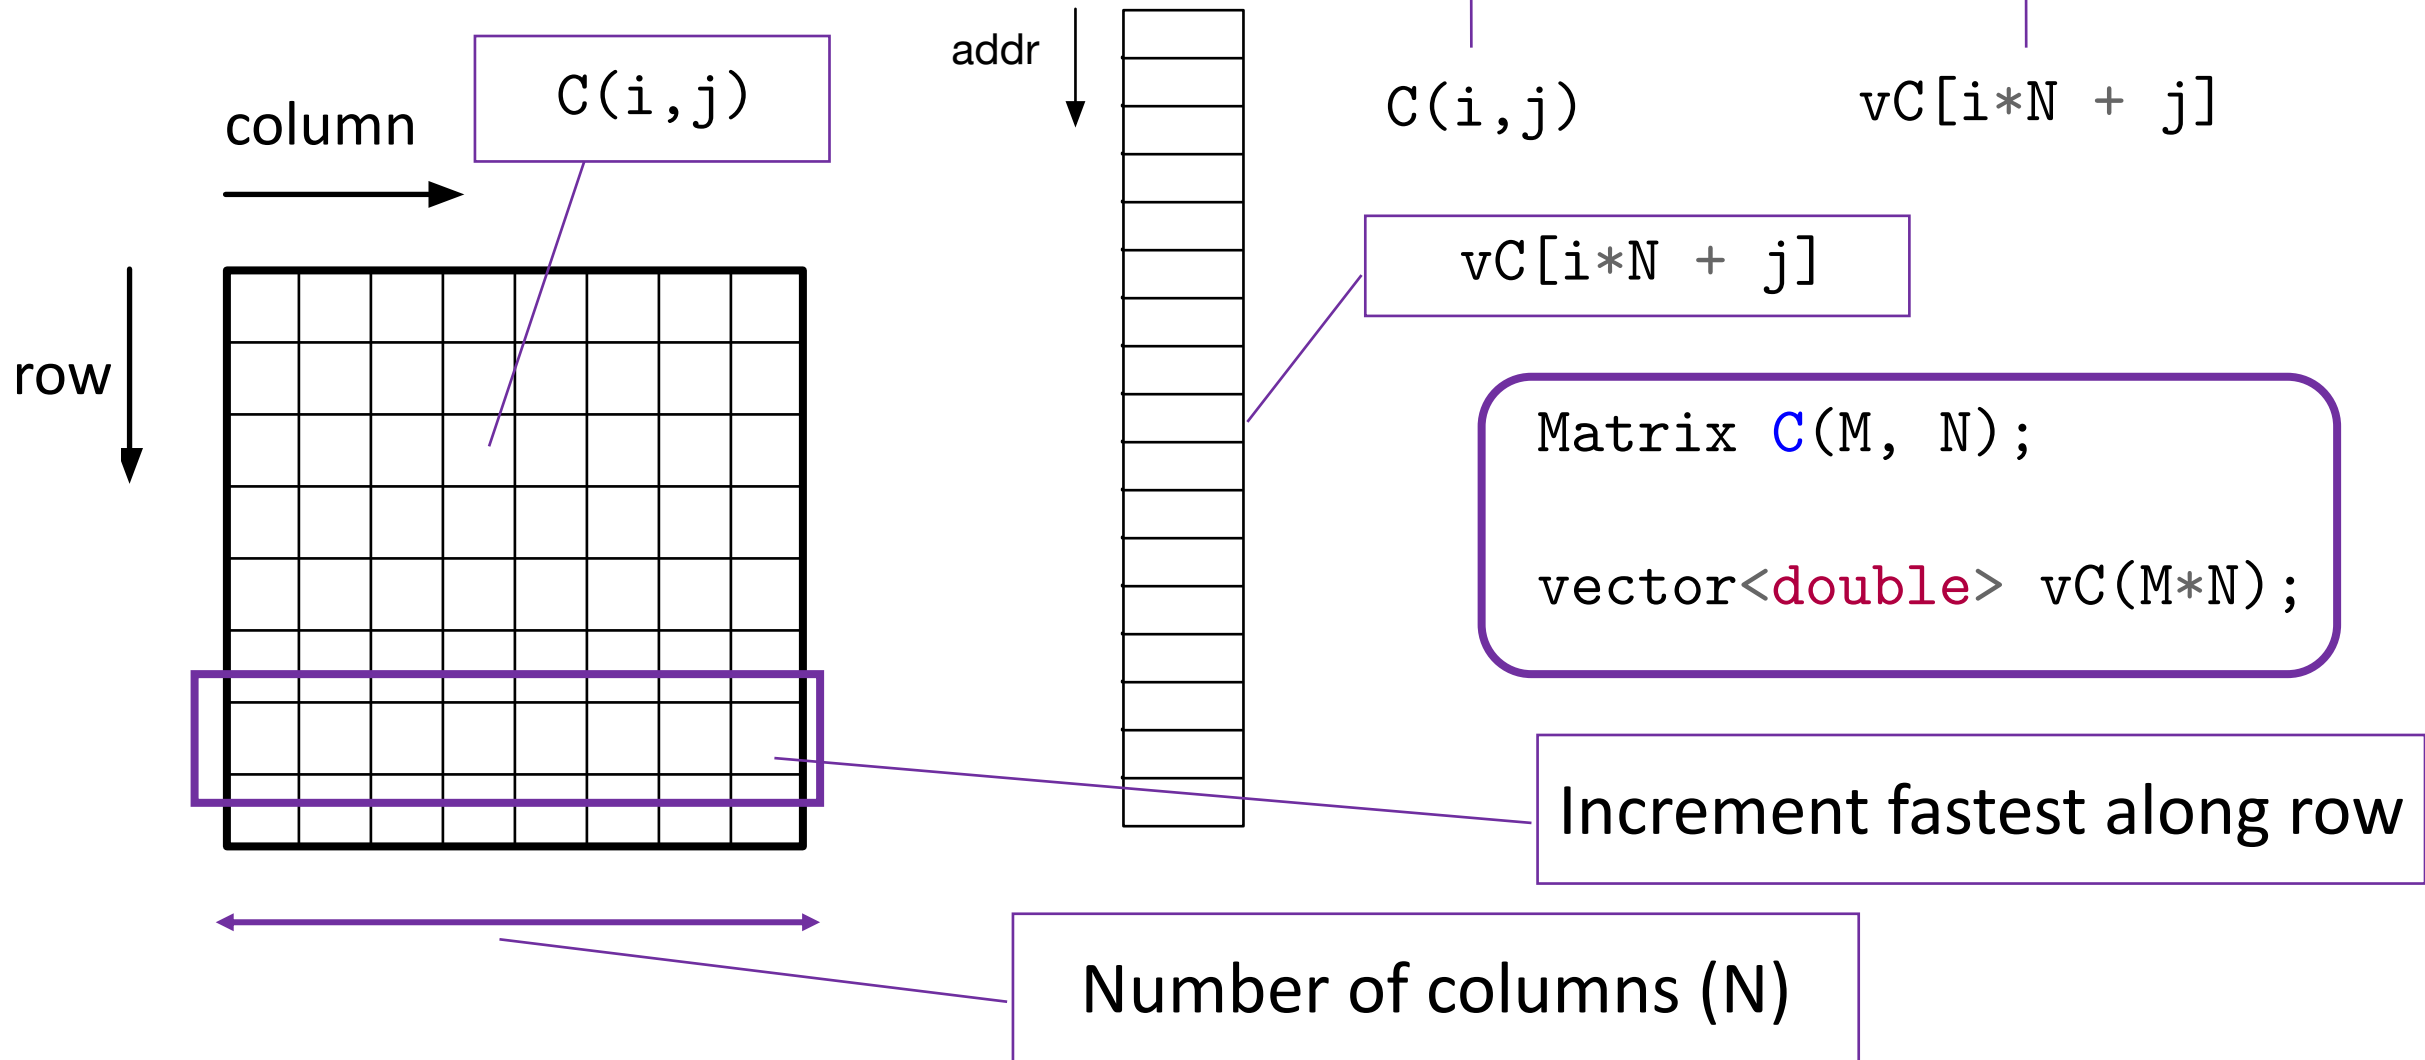 addr
C(i,j)
C(i,j)
vC[i*N + j]
column
vC[i*N + j]
row
Matrix C(M, N);
vector<double> vC(M*N);
Increment fastest along row
Number of columns (N)